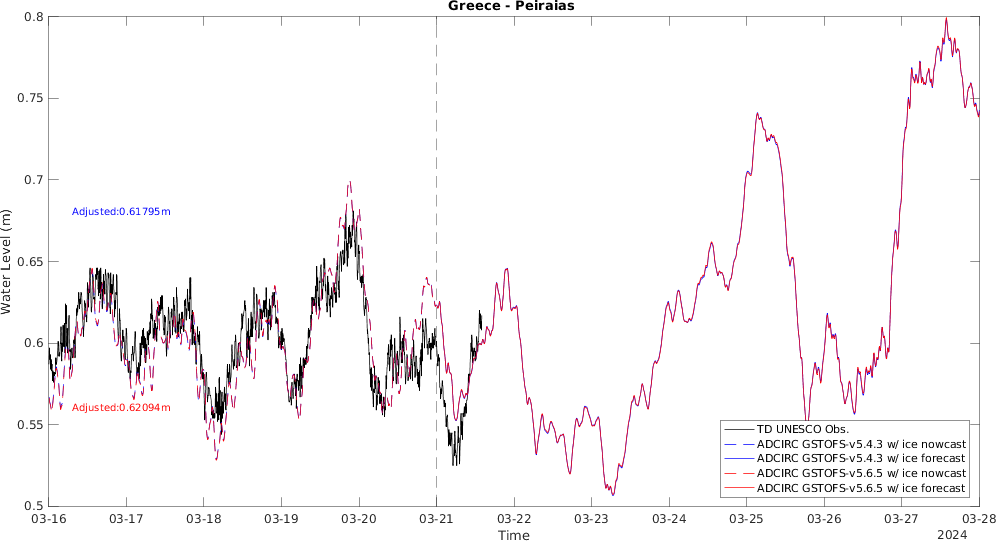 Greece - Peiraias
Water Level (m)
0.8
0.75
0.7
0.65
0.6
0.55
0.5
Adjusted:0.61795m
Adjusted:0.62094m
TD UNESCO Obs.
ADCIRC GSTOFS-v5.4.3 w/ ice nowcast
ADCIRC GSTOFS-v5.4.3 w/ ice forecast
ADCIRC GSTOFS-v5.6.5 w/ ice nowcast
ADCIRC GSTOFS-v5.6.5 w/ ice forecast
03-16 03-17 03-18 03-19 03-20 03-21 03-22 03-23 03-24 03-25 03-26 03-27 03-28
Time
2024